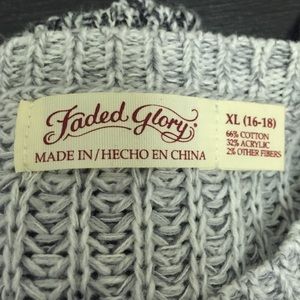 Faded Glory
MADE IN / HECHO EN CHINA
XL (16-18)
66% COTTON
32% ACRYLIC
2% OTHER FIBERS